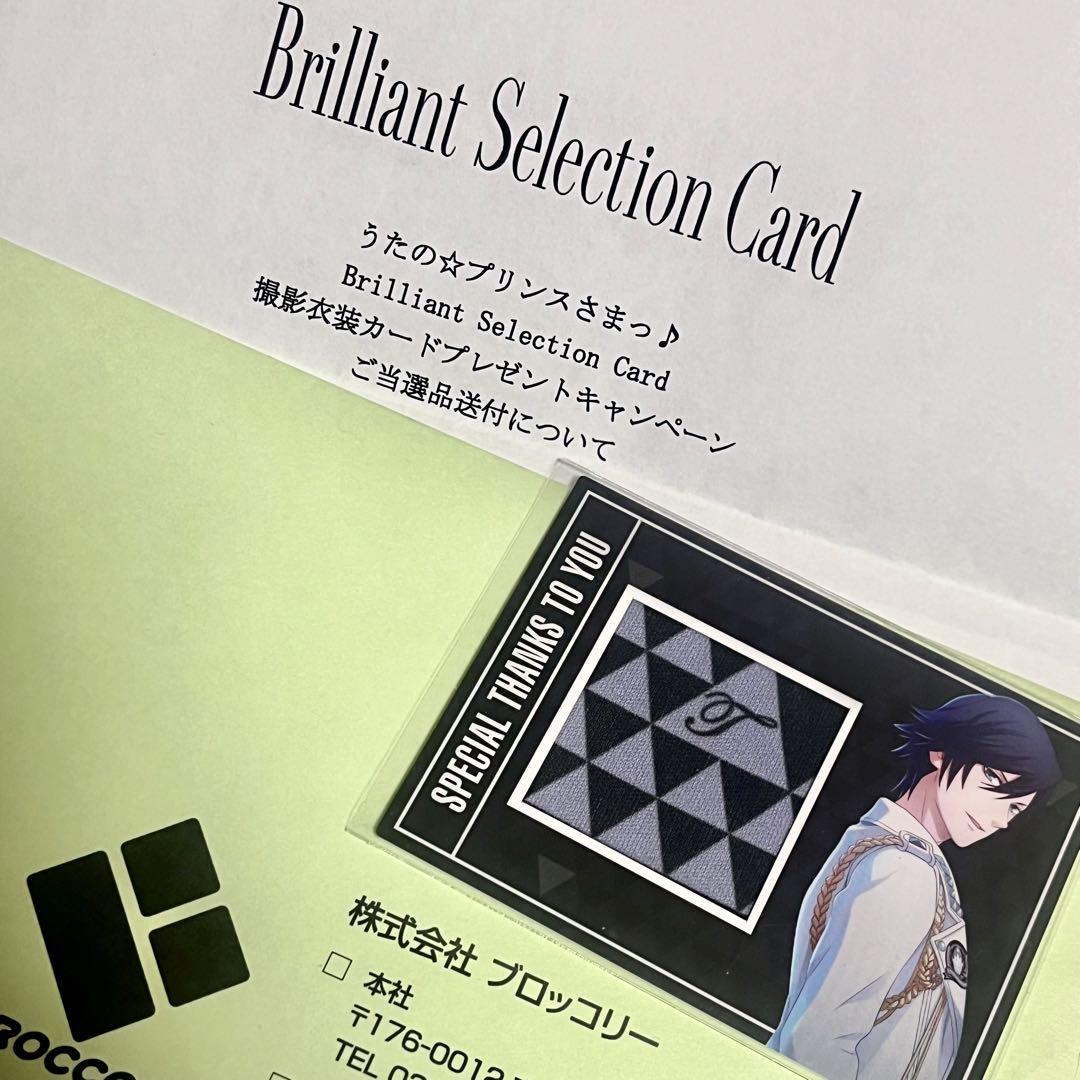 Brilliant Selection Card
うたの☆プリンスさまっ♪
Brilliant Selection Card
撮影衣装カードプレゼントキャンペーン
ご当選品送付について
SPECIAL THANKS TO YOU
株式会社 ブロッコリー
□ 本社
〒176-0012
TEL 03
ROCCO